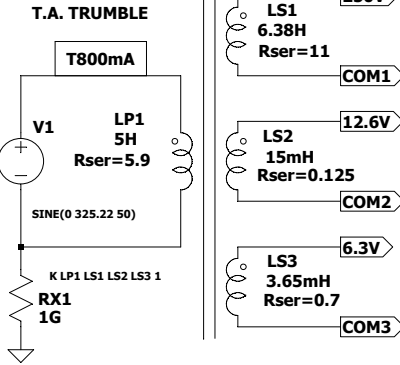 T.A. TRUMBLE
T800mA
V1
SINE(0 325.22 50)
LP1
5H
Rser=5.9
K LP1 LS1 LS2 LS3 1
RX1
1G
LS1
6.38H
Rser=11
COM1
12.6V
LS2
15mH
Rser=0.125
COM2
6.3V
LS3
3.65mH
Rser=0.7
COM3